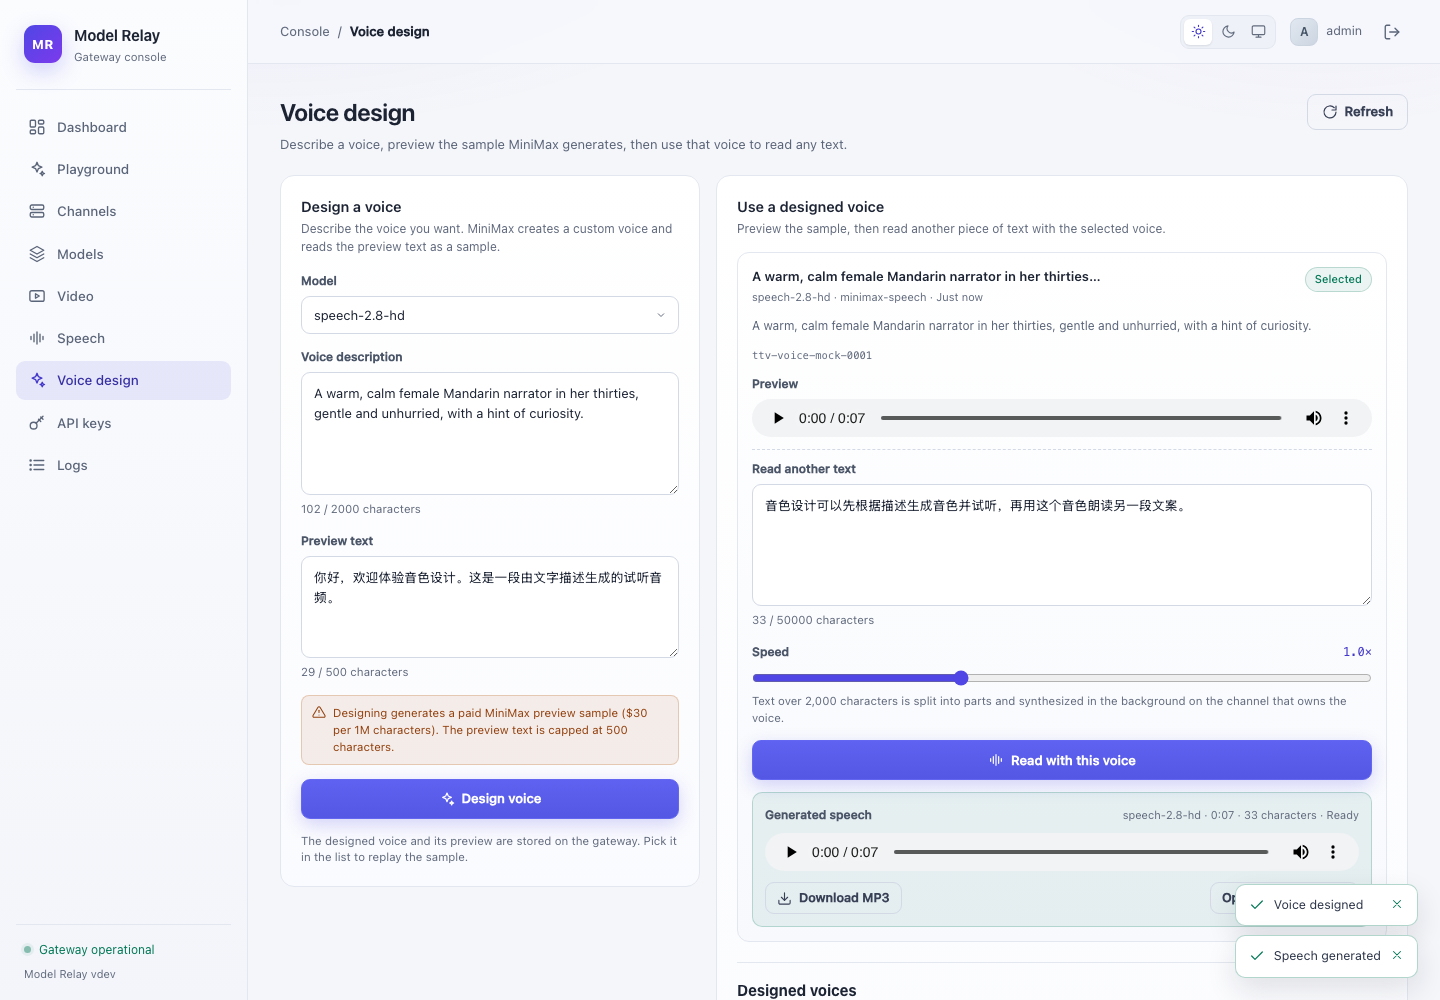 MR
Model Relay
Gateway console
Dashboard
Playground
Channels
Models
Video
Speech
Voice design
API keys
Logs
Gateway operational
Model Relay vdev
Console / Voice design
A admin
Voice design
Refresh
Describe a voice, preview the sample MiniMax generates, then use that voice to read any text.
Design a voice
Describe the voice you want. MiniMax creates a custom voice and
reads the preview text as a sample.
Model
speech-2.8-hd
Voice description
A warm, calm female Mandarin narrator in her thirties,
gentle and unhurried, with a hint of curiosity.
102 / 2000 characters
Preview text
你好，欢迎体验音色设计。这是一段由文字描述生成的试听音
频。
29 / 500 characters
Designing generates a paid MiniMax preview sample ($30
per 1M characters). The preview text is capped at 500
characters.
Design voice
The designed voice and its preview are stored on the gateway. Pick it
in the list to replay the sample.
Use a designed voice
Preview the sample, then read another piece of text with the selected voice.
A warm, calm female Mandarin narrator in her thirties...
Selected
speech-2.8-hd · minimax-speech · Just now
A warm, calm female Mandarin narrator in her thirties, gentle and unhurried, with a hint of curiosity.
ttv-voice-mock-0001
Preview
0:00 / 0:07
Read another text
音色设计可以先根据描述生成音色并试听，再用这个音色朗读另一段文案。
33 / 50000 characters
Speed 1.0×
Text over 2,000 characters is split into parts and synthesized in the background on the channel that owns the
voice.
Read with this voice
Generated speech
speech-2.8-hd · 0:07 · 33 characters · Ready
0:00 / 0:07
Download MP3
Voice designed
Speech generated
Designed voices